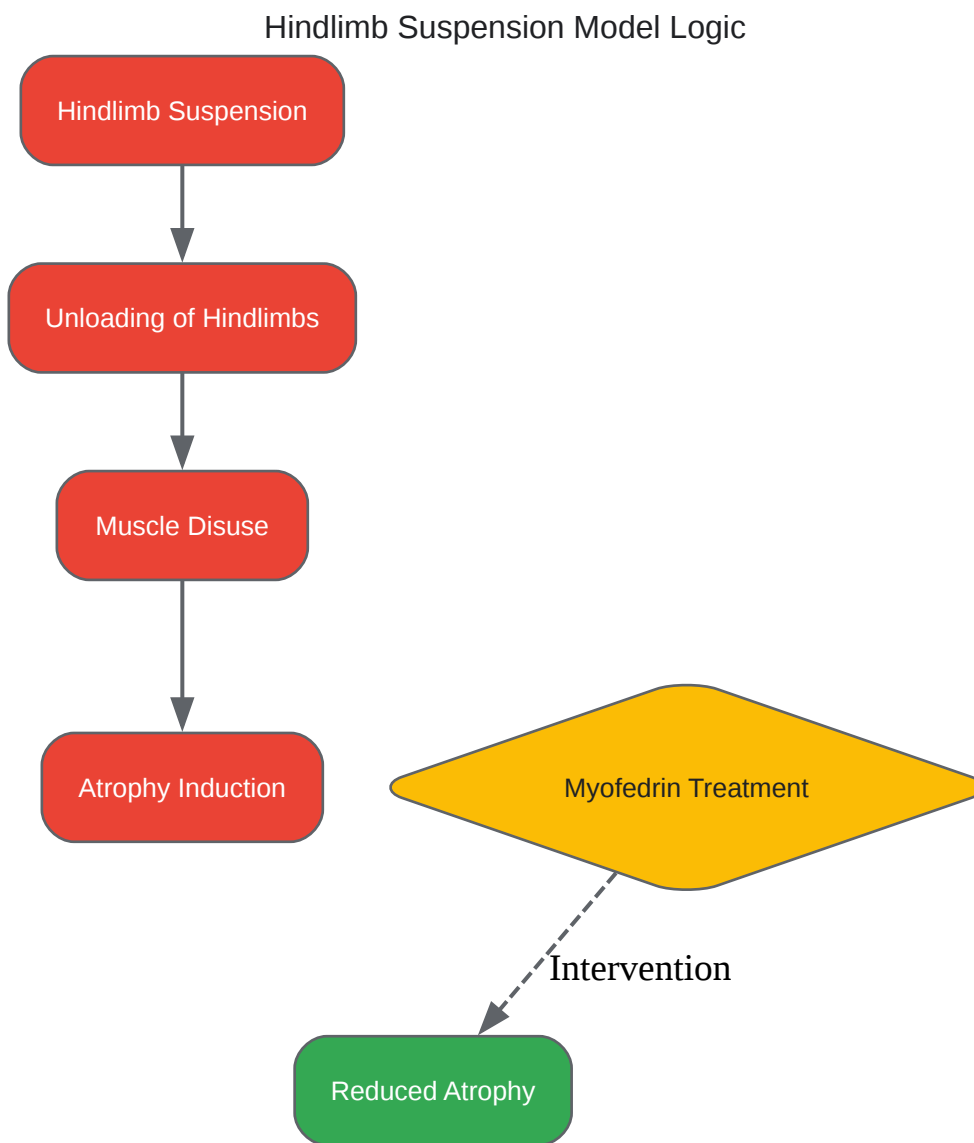 Hindlimb Suspension Model Logic
Hindlimb Suspension
Unloading of Hindlimbs
Muscle Disuse
Atrophy Induction
Myofedrin Treatment
Intervention
Reduced Atrophy